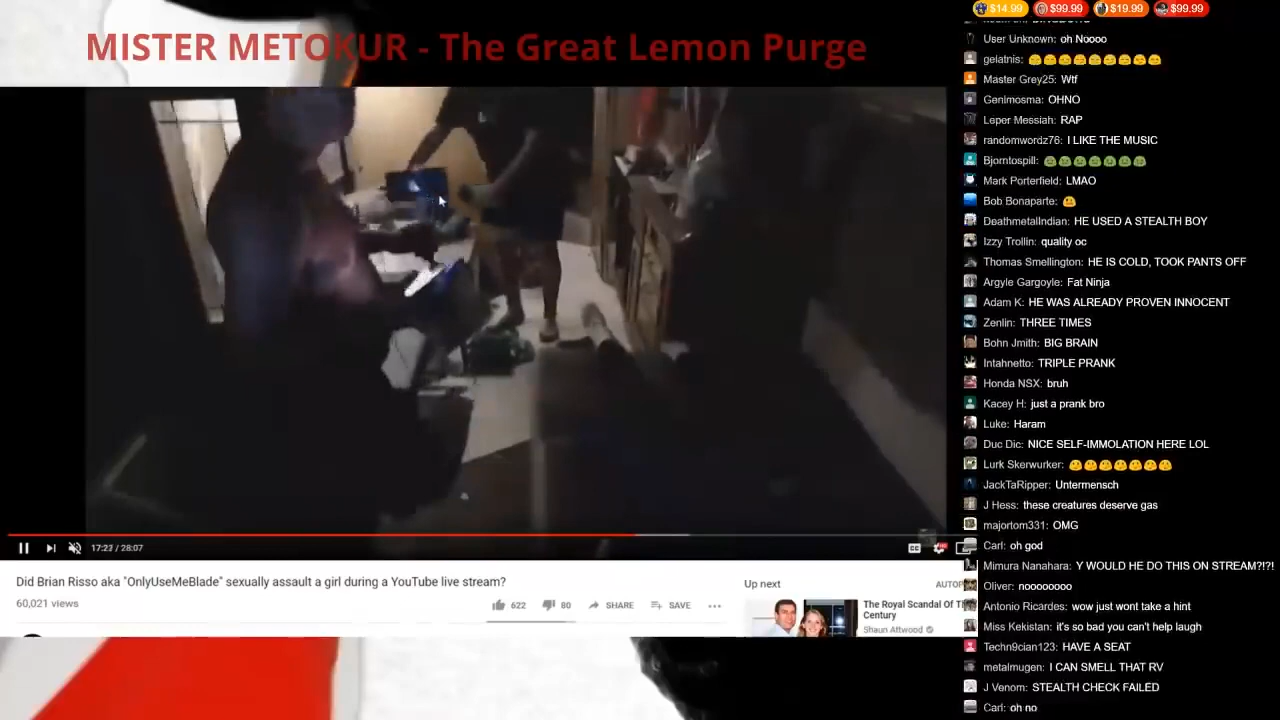 $14.99 $99.99 $19.99 $99.99
MISTER METOKUR - The Great Lemon Purge
User Unknown: oh Noooo
gelatnis:
Master Grey25: Wtf
Genlmosma: OHNO
Leper Messiah: RAP
randomwordz76: I LIKE THE MUSIC
Bjorntospill:
Mark Porterfield: LMAO
Bob Bonaparte:
DeathmetalIndian: HE USED A STEALTH BOY
Izzy Trollin: quality oc
Thomas Smellington: HE IS COLD, TOOK PANTS OFF
Argyle Gargoyle: Fat Ninja
Adam K: HE WAS ALREADY PROVEN INNOCENT
Zenlin: THREE TIMES
Bohn Jmith: BIG BRAIN
Intahnetto: TRIPLE PRANK
Honda NSX: bruh
Kacey H: just a prank bro
Luke: Haram
Duc Dic: NICE SELF-IMMOLATION HERE LOL
Lurk Skerwurker:
JackTaRipper: Untermensch
J Hess: these creatures deserve gas
majortom331: OMG
Carl: oh god
Mimura Nanahara: Y WOULD HE DO THIS ON STREAM?!?!
Oliver: noooooooo
Antonio Ricardes: wow just wont take a hint
Miss Kekistan: it's so bad you can't help laugh
Techn9cian123: HAVE A SEAT
metalmugen: I CAN SMELL THAT RV
J Venom: STEALTH CHECK FAILED
Carl: oh no
17:23 / 28:07
CC
Did Brian Risso aka "OnlyUseMeBlade" sexually assault a girl during a YouTube live stream?
60,021 views
622 80 SHARE SAVE
Up next
AUTOP
The Royal Scandal Of Th
Century
Shaun Attwood